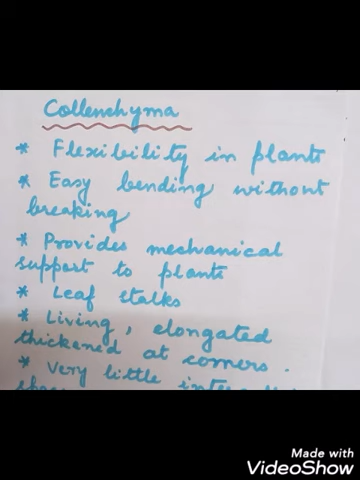 Collenchyma
* Flexibility in plants
* Easy bending without
breaking
* Provides mechanical
support to plants
* Leaf stalks
* Living, elongated
thickened at corners.
* Very little
Made with
VideoShow